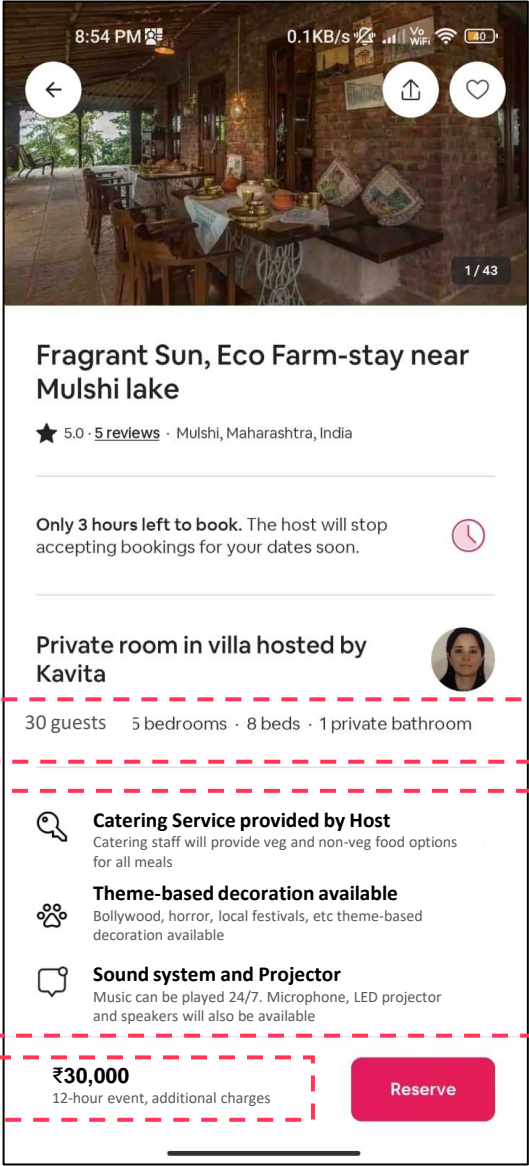 8:54 PM
0.1KB/s
Vo
WiFi
40
1 / 43
Fragrant Sun, Eco Farm-stay near
Mulshi lake
5.0 · 5 reviews · Mulshi, Maharashtra, India
Only 3 hours left to book. The host will stop
accepting bookings for your dates soon.
Private room in villa hosted by
Kavita
30 guests 5 bedrooms · 8 beds · 1 private bathroom
Catering Service provided by Host
Catering staff will provide veg and non-veg food options
for all meals
Theme-based decoration available
Bollywood, horror, local festivals, etc theme-based
decoration available
Sound system and Projector
Music can be played 24/7. Microphone, LED projector
and speakers will also be available
₹30,000
12-hour event, additional charges
Reserve